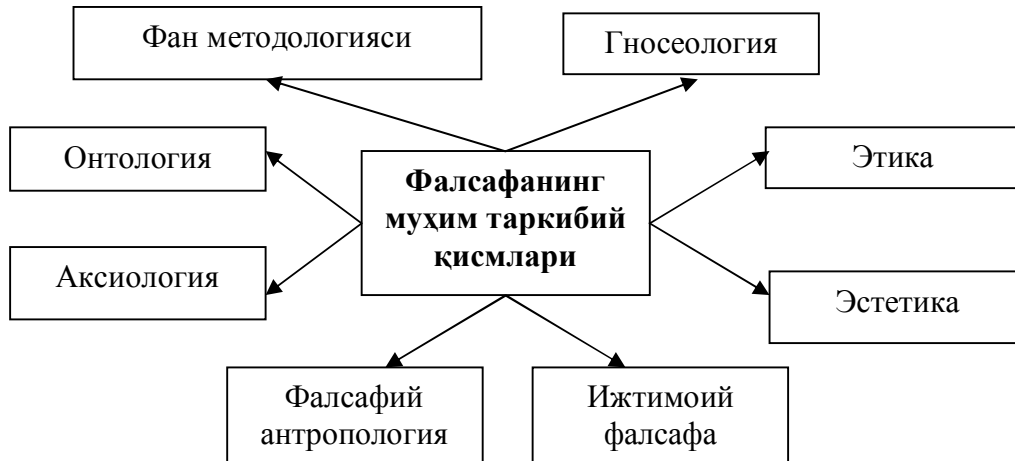 Фан методологияси
Гносеология
Онтология
Фалсафанинг
муҳим таркибий
қисмлари
Этика
Аксиология
Эстетика
Фалсафий
антропология
Ижтимоий
фалсафа